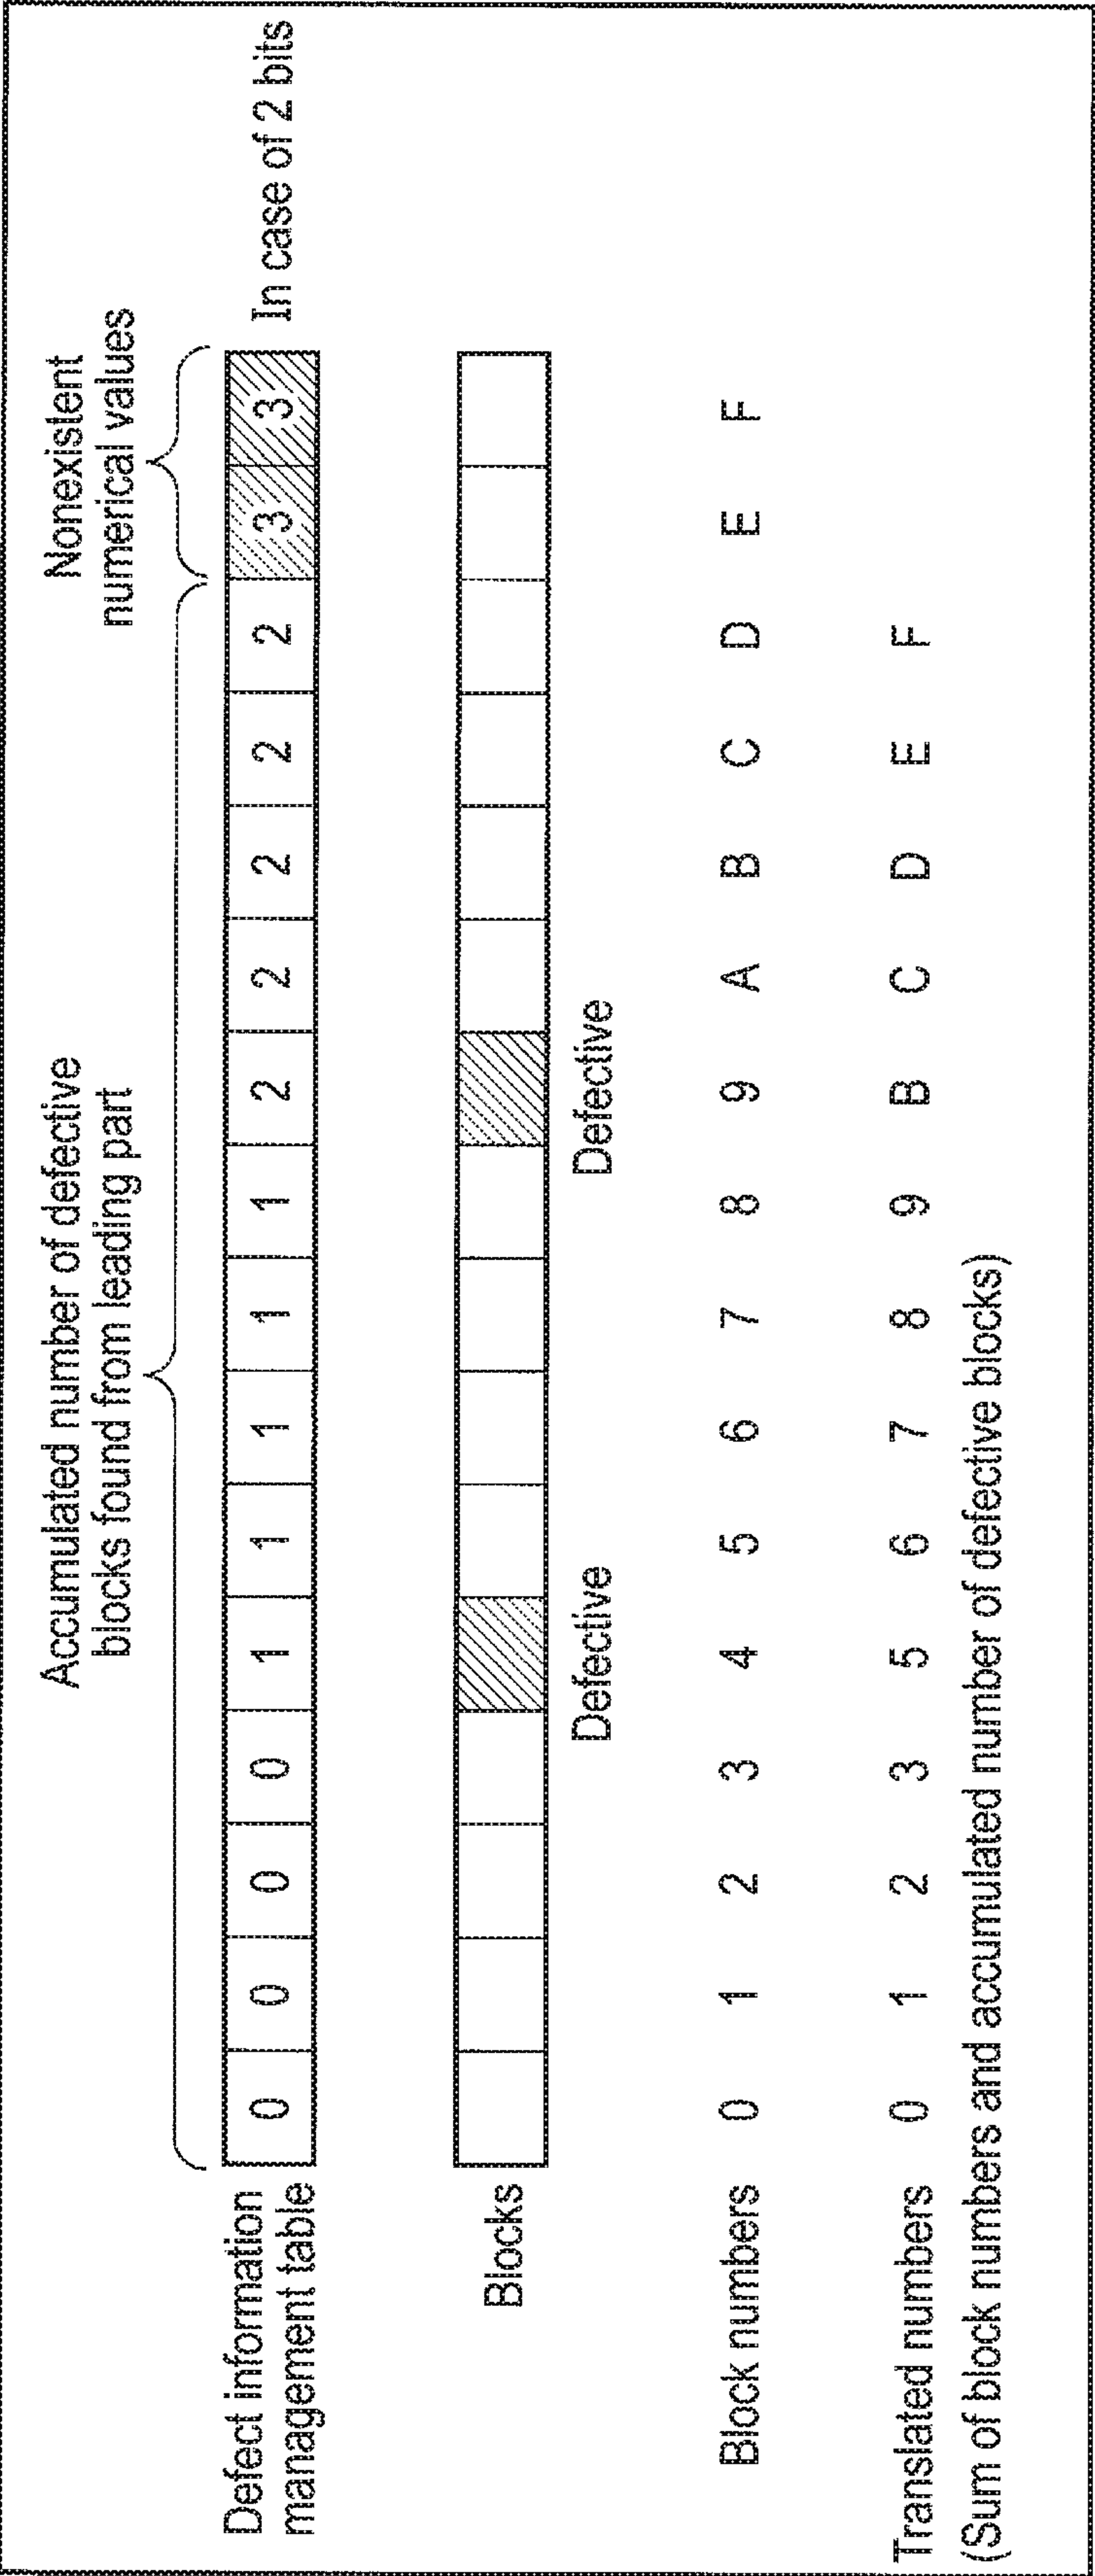 Accumulated number of defective
blocks found from leading part
Nonexistent
numerical values
Defect information
management table
0 0 0 0 1 1 1 1 1 2 2 2 2 2 3 3
In case of 2 bits
Blocks
Defective
Defective
Block numbers 0 1 2 3 4 5 6 7 8 9 A B C D E F
Translated numbers 0 1 2 3 5 6 7 8 9 B C D E F
(Sum of block numbers and accumulated number of defective blocks)